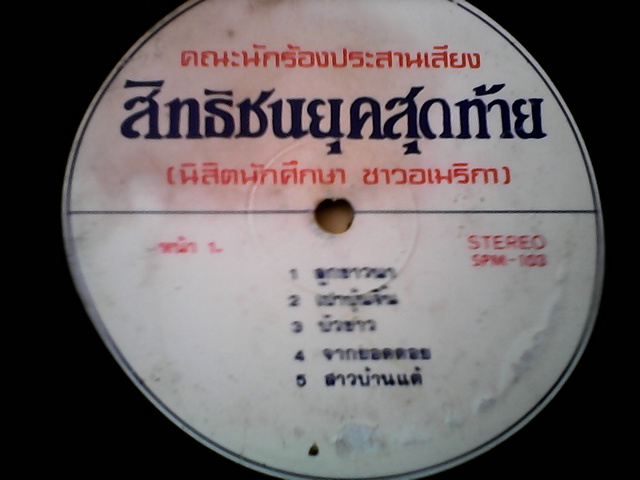 คณะนักร้องประสานเสียง
สิทธิชนยุคสุดท้าย
(นิสิตนักศึกษา ชาวอเมริกา)
หน้า 1.
STEREO
SPM-103
1 ลูกชาวนา
2
3 บัวขาว
4 จากยอดดอย
5 สาวบ้านแต้